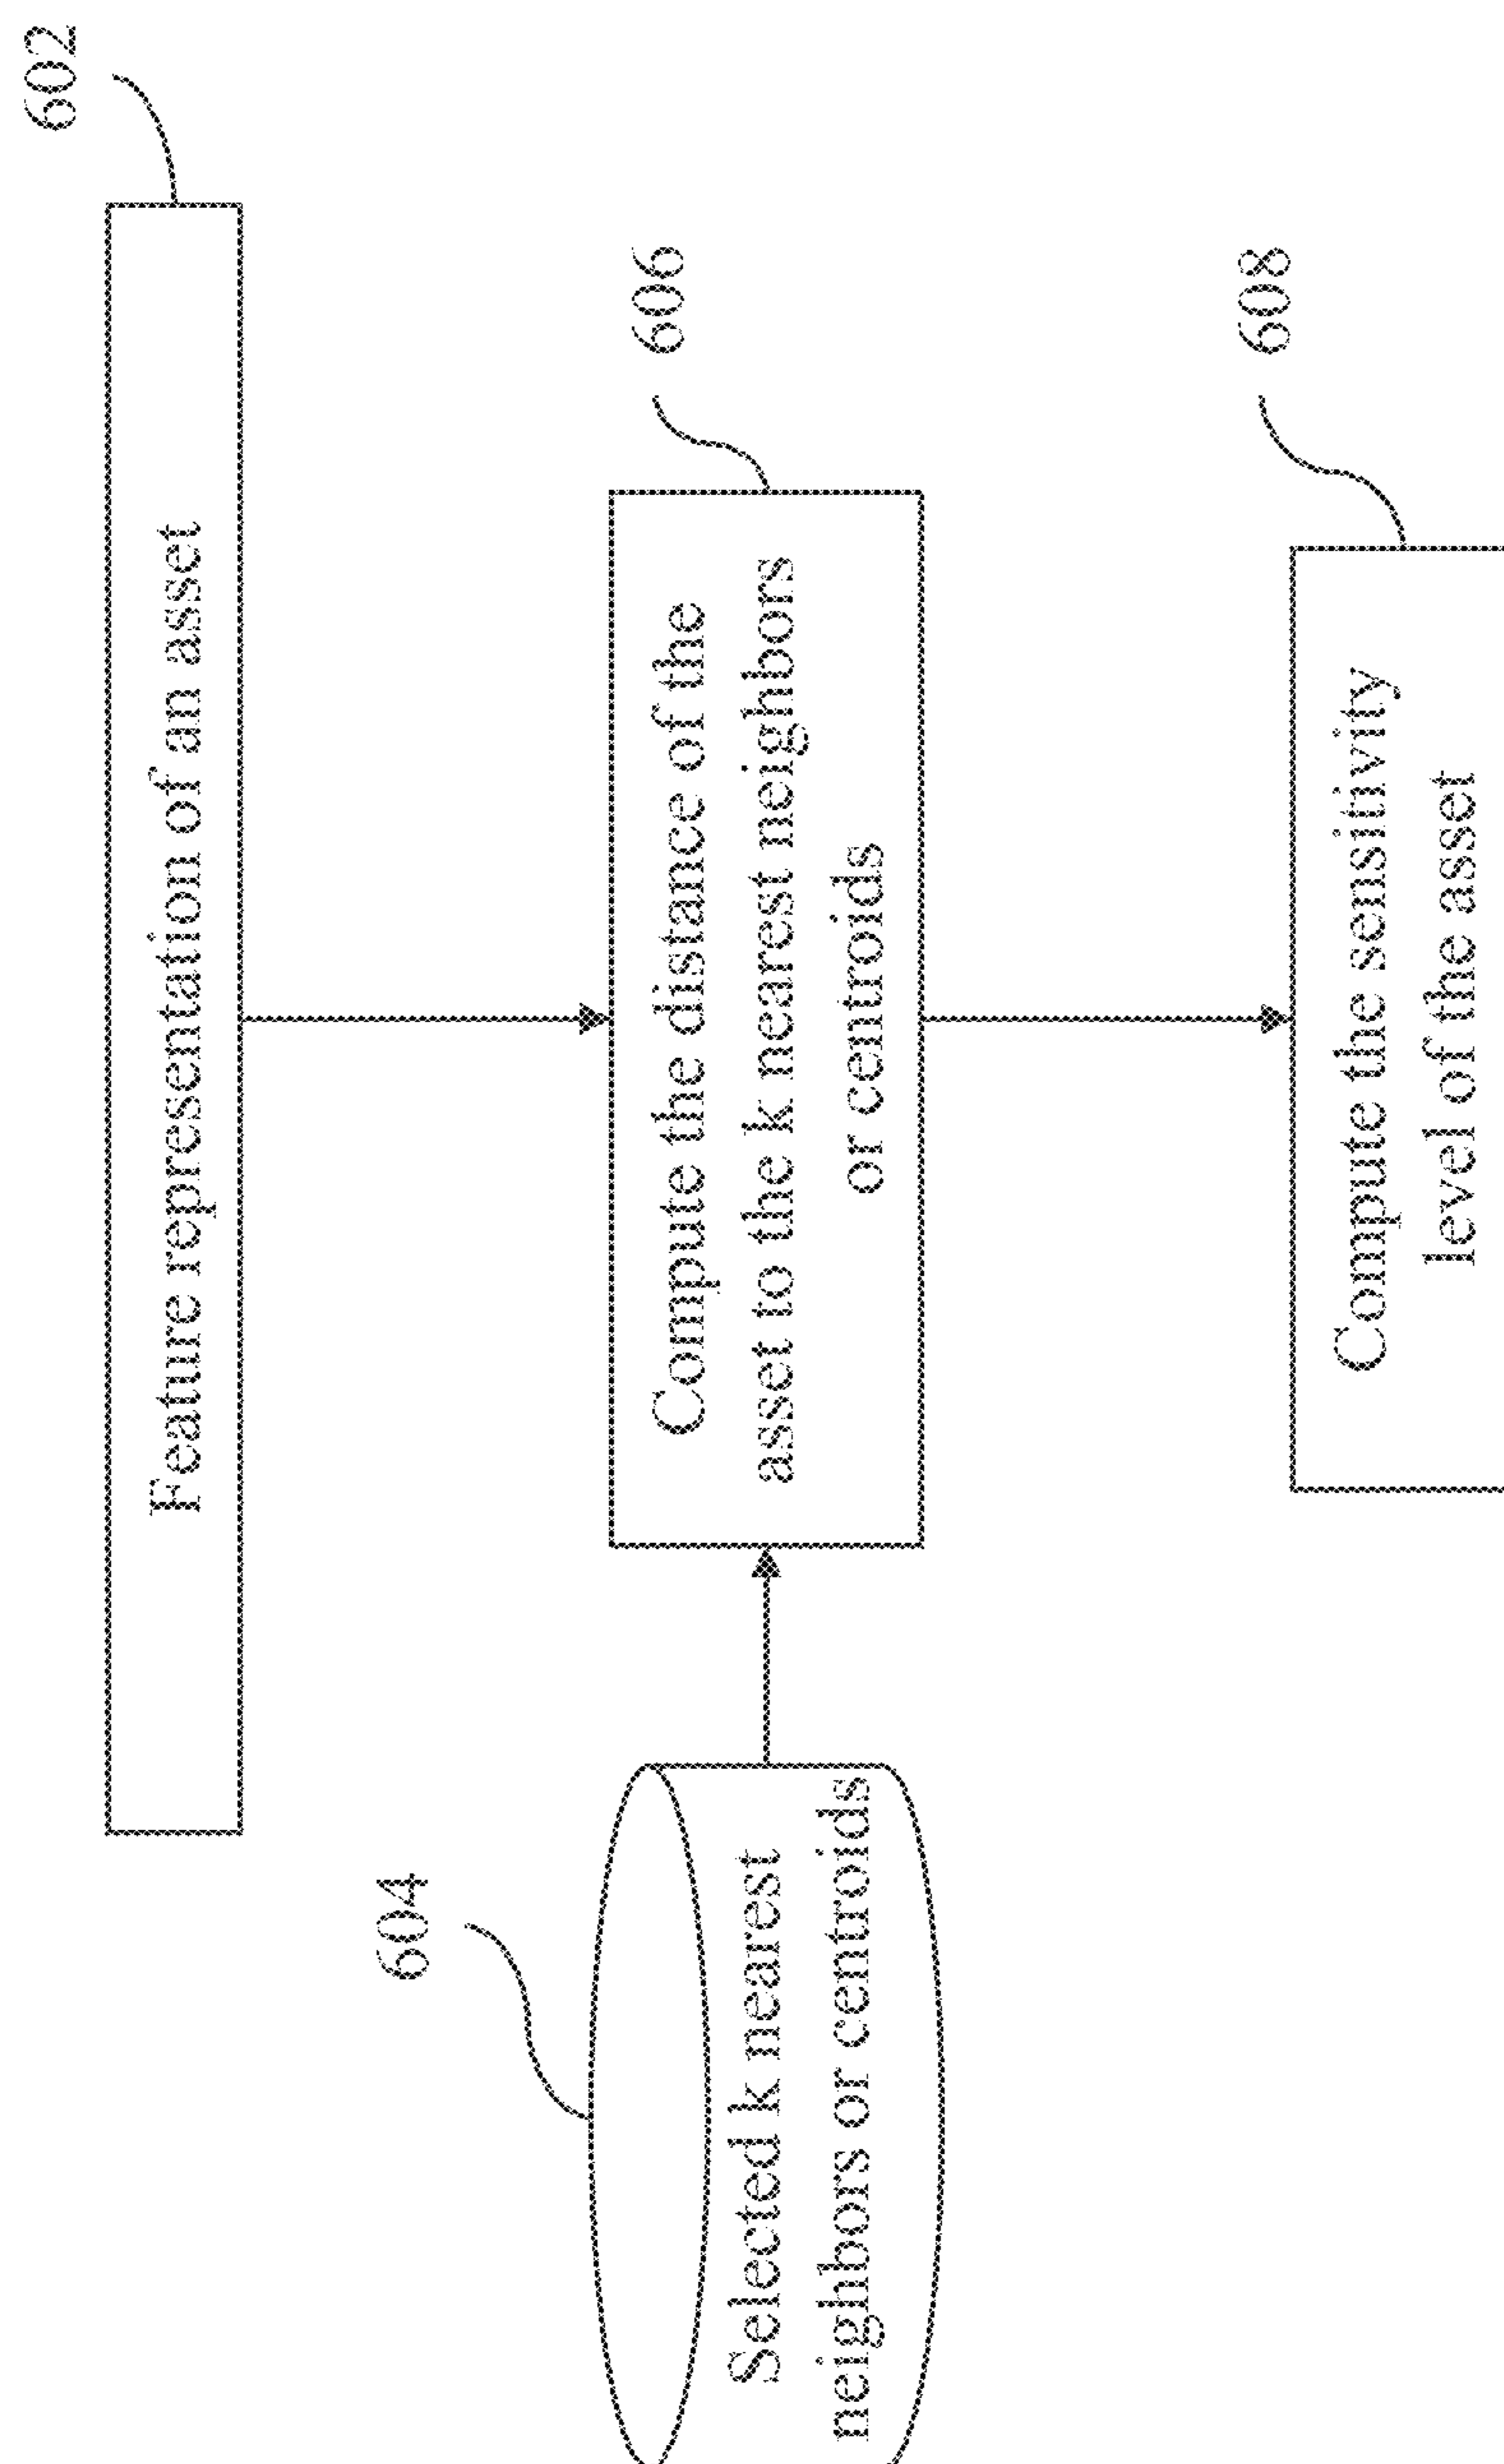 602
Feature representation of an asset
604
Selected k nearest
neighbors or centroids
606
Compute the distance of the
asset to the k nearest neighbors
or centroids
608
Compute the sensitivity
level of the asset